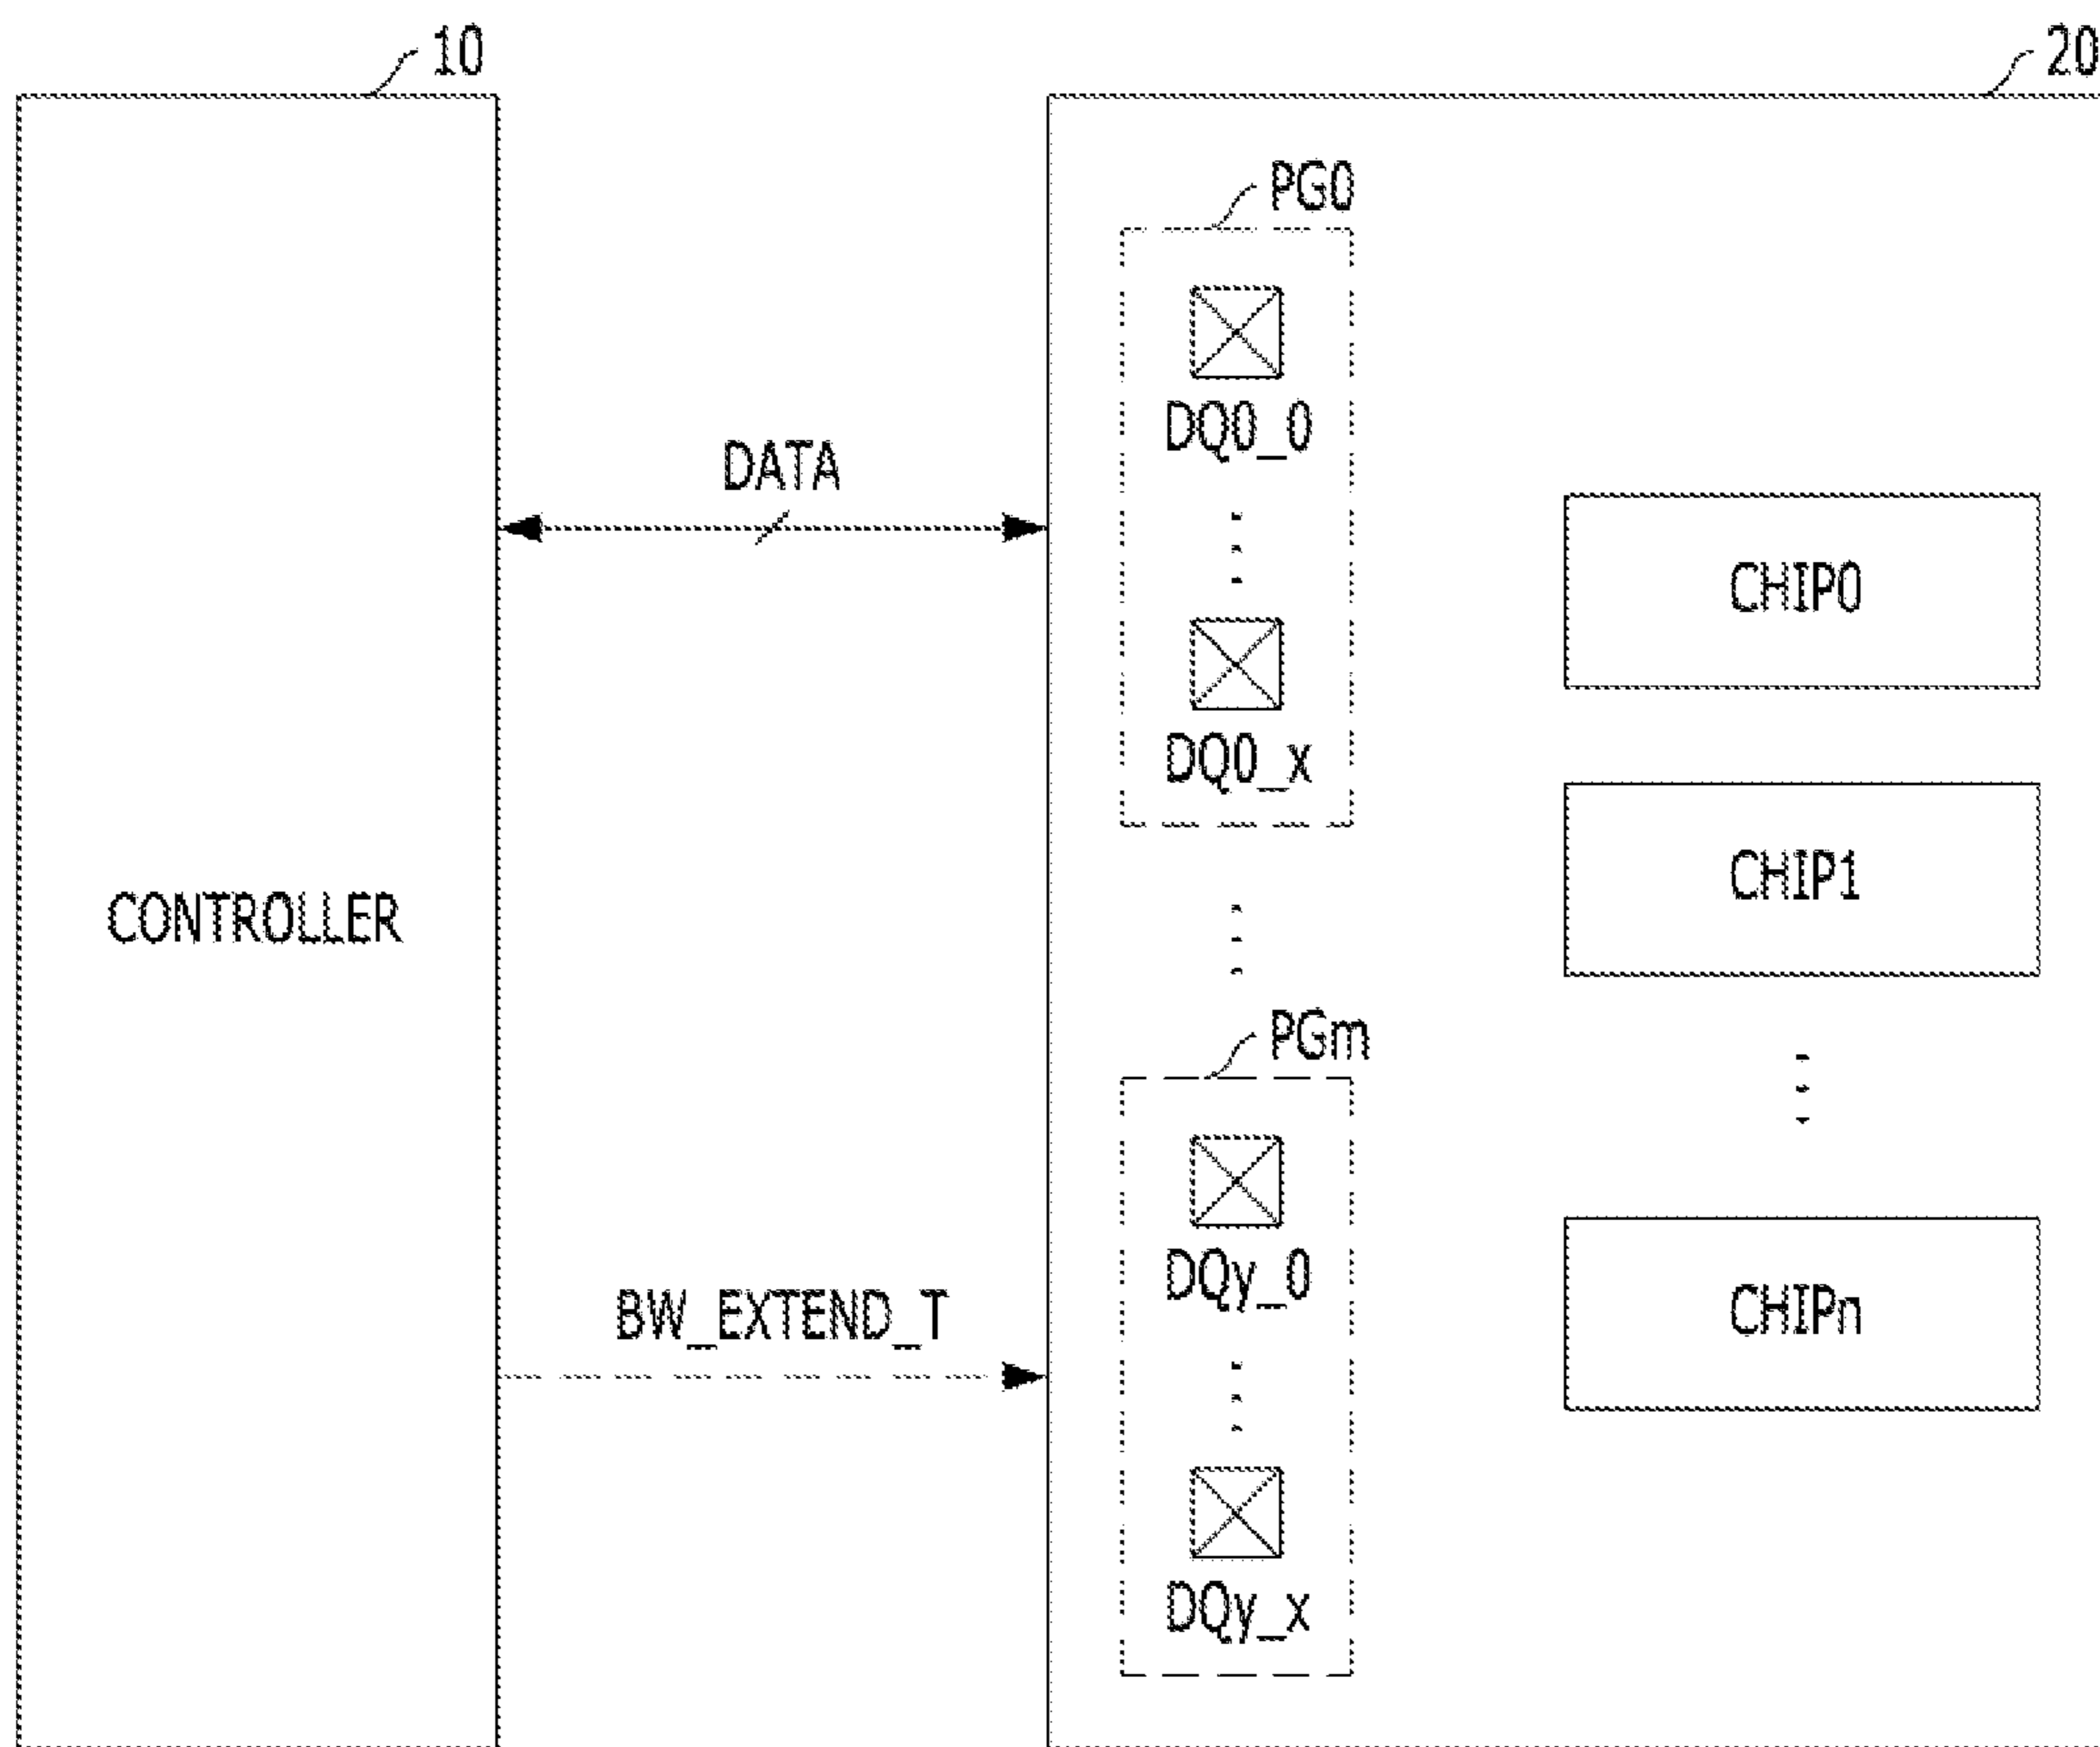 10
20
PG0
DQ0_0
DATA
CHIP0
DQ0_x
CHIP1
CONTROLLER
PGm
DQy_0
BW_EXTEND_T
CHIPn
DQy_x